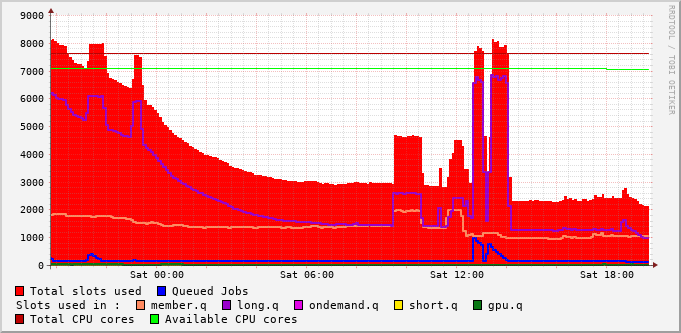 RRDTOOL / TOBI OETIKER
9000
8000
7000
6000
5000
4000
3000
2000
1000
0
Sat 00:00 Sat 06:00 Sat 12:00 Sat 18:00
Total slots used Queued Jobs
Slots used in : member.q long.q ondemand.q short.q gpu.q
Total CPU cores Available CPU cores